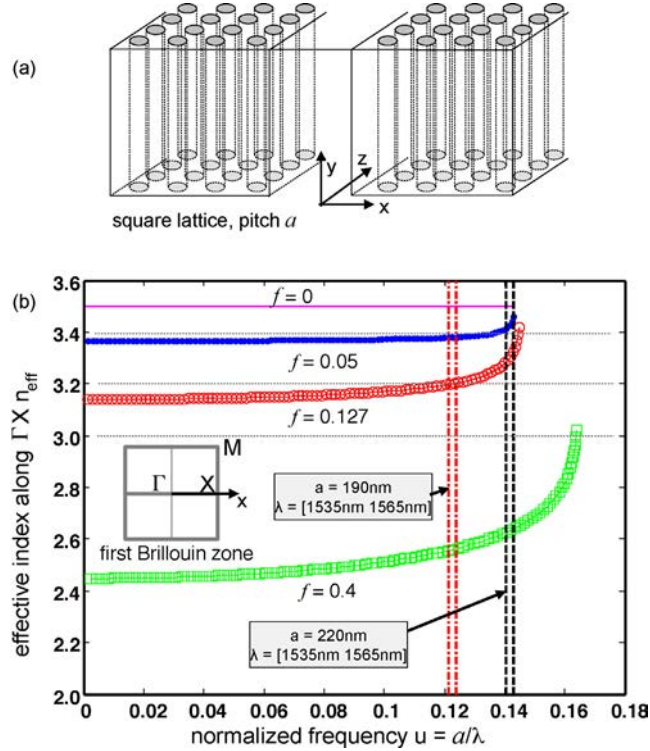 (a)
y
z
x
square lattice, pitch a
(b)
3.6
3.4
3.2
3.0
2.8
2.6
2.4
2.2
2.0
effective index along ΓX n_eff
f = 0
f = 0.05
f = 0.127
f = 0.4
M
Γ
X
x
first Brillouin zone
a = 190nm
λ = [1535nm 1565nm]
a = 220nm
λ = [1535nm 1565nm]
0 0.02 0.04 0.06 0.08 0.10 0.12 0.14 0.16 0.18
normalized frequency u = a/λ